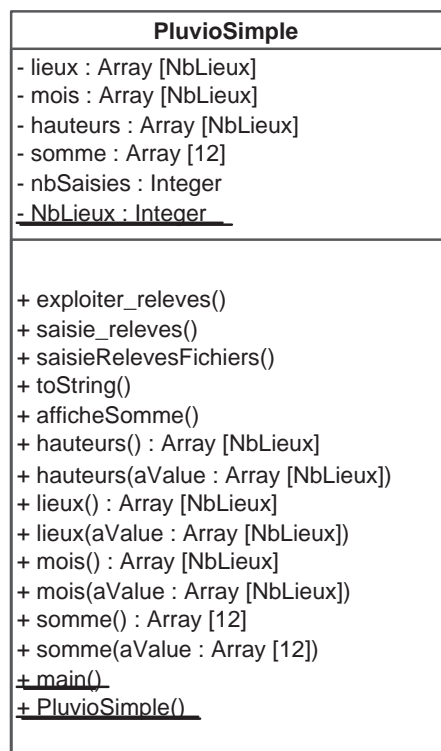 PluvioSimple
- lieux : Array [NbLieux]
- mois : Array [NbLieux]
- hauteurs : Array [NbLieux]
- somme : Array [12]
- nbSaisies : Integer
- NbLieux : Integer
+ exploiter_releves()
+ saisie_releves()
+ saisieRelevesFichiers()
+ toString()
+ afficheSomme()
+ hauteurs() : Array [NbLieux]
+ hauteurs(aValue : Array [NbLieux])
+ lieux() : Array [NbLieux]
+ lieux(aValue : Array [NbLieux])
+ mois() : Array [NbLieux]
+ mois(aValue : Array [NbLieux])
+ somme() : Array [12]
+ somme(aValue : Array [12])
+ main()
+ PluvioSimple()